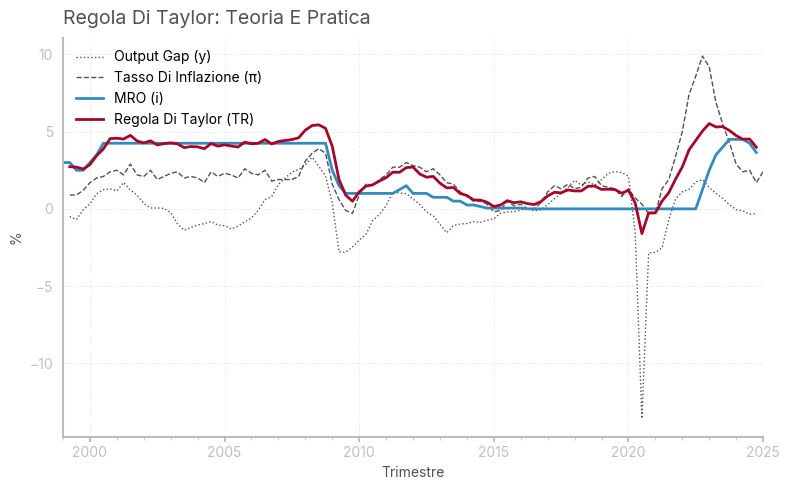 Regola Di Taylor: Teoria E Pratica
Output Gap (y)
Tasso Di Inflazione (π)
MRO (i)
Regola Di Taylor (TR)
10
5
0
−5
−10
%
2000
2005
2010
2015
2020
2025
Trimestre